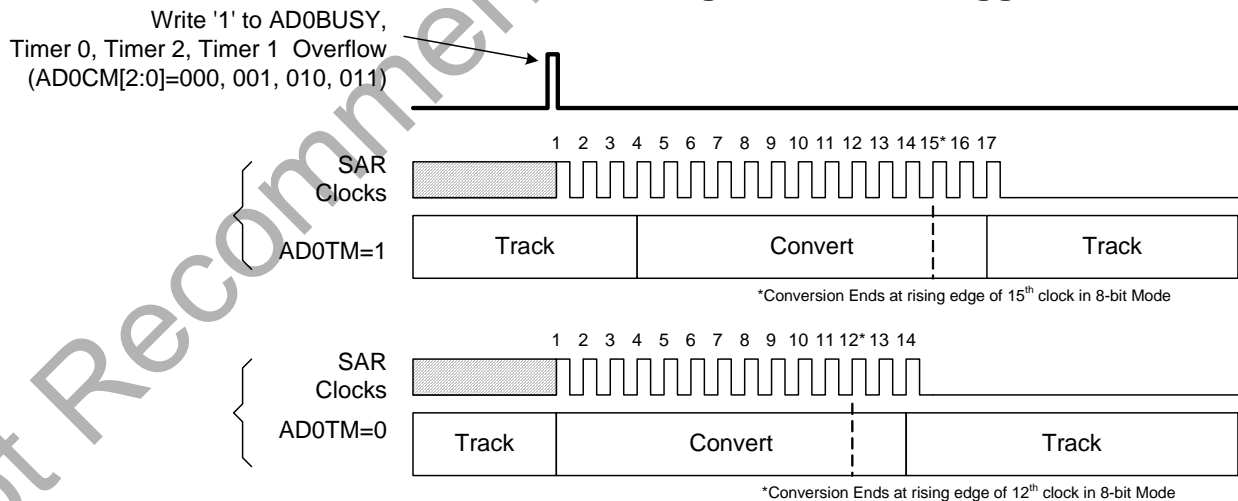 Write '1' to AD0BUSY,
Timer 0, Timer 2, Timer 1 Overflow
(AD0CM[2:0]=000, 001, 010, 011)
1 2 3 4 5 6 7 8 9 10 11 12 13 14 15* 16 17
SAR
Clocks
AD0TM=1
Track Convert Track
*Conversion Ends at rising edge of 15th clock in 8-bit Mode
1 2 3 4 5 6 7 8 9 10 11 12* 13 14
SAR
Clocks
AD0TM=0
Track Convert Track
*Conversion Ends at rising edge of 12th clock in 8-bit Mode